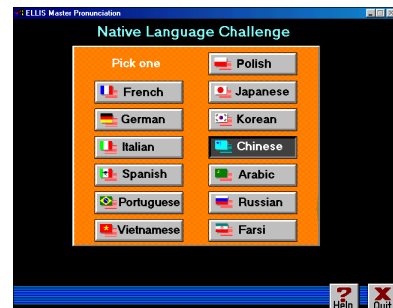 ELLIS Master Pronunciation
Native Language Challenge
Pick one
Polish
French
Japanese
German
Korean
Italian
Chinese
Spanish
Arabic
Portuguese
Russian
Vietnamese
Farsi
Help
Quit